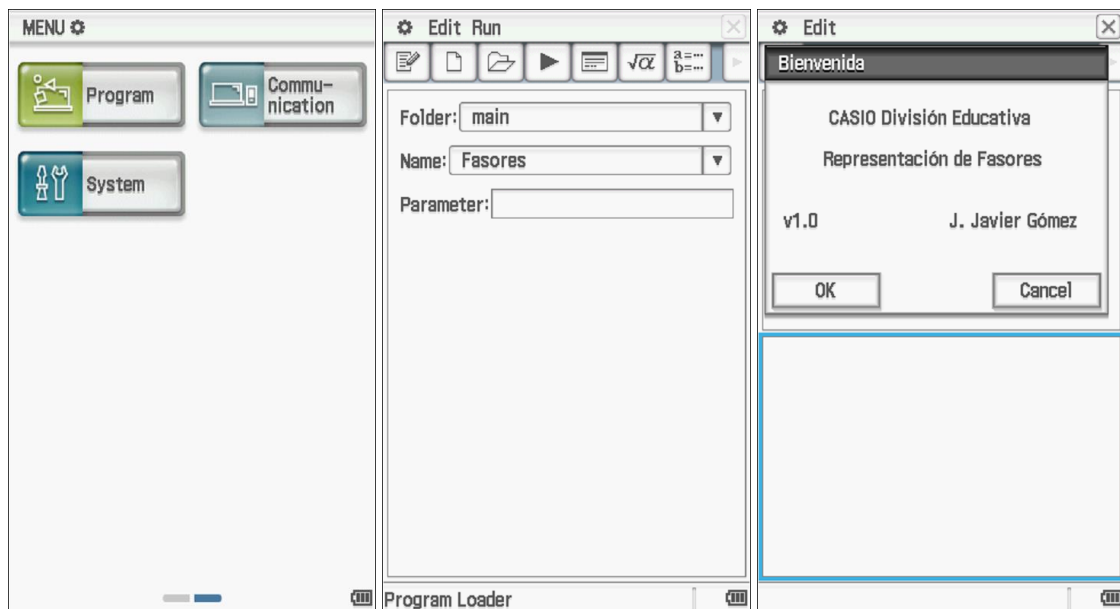 MENU
Program
Commu-
nication
System
Edit Run
√α
a=...
b=...
Folder: main
Name: Fasores
Parameter:
Program Loader
Edit
Bienvenida
CASIO División Educativa
Representación de Fasores
v1.0 J. Javier Gómez
OK Cancel